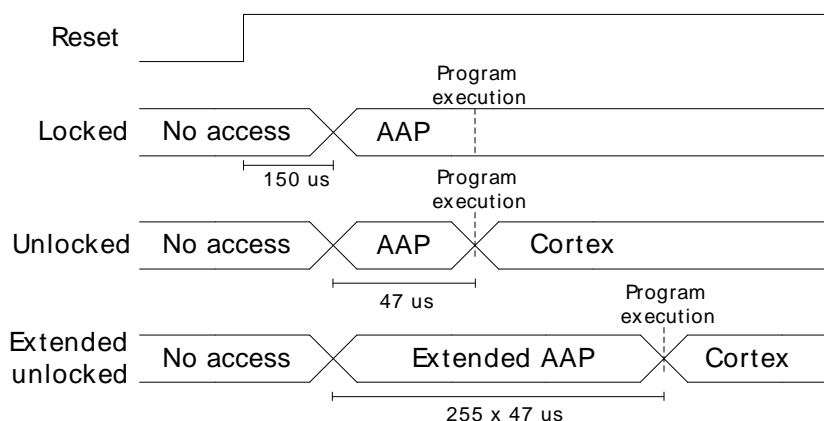 Reset
Program
execution
Locked
No access
AAP
150 us
Program
execution
Unlocked
No access
AAP
Cortex
47 us
Program
execution
Extended
unlocked
No access
Extended AAP
Cortex
255 x 47 us